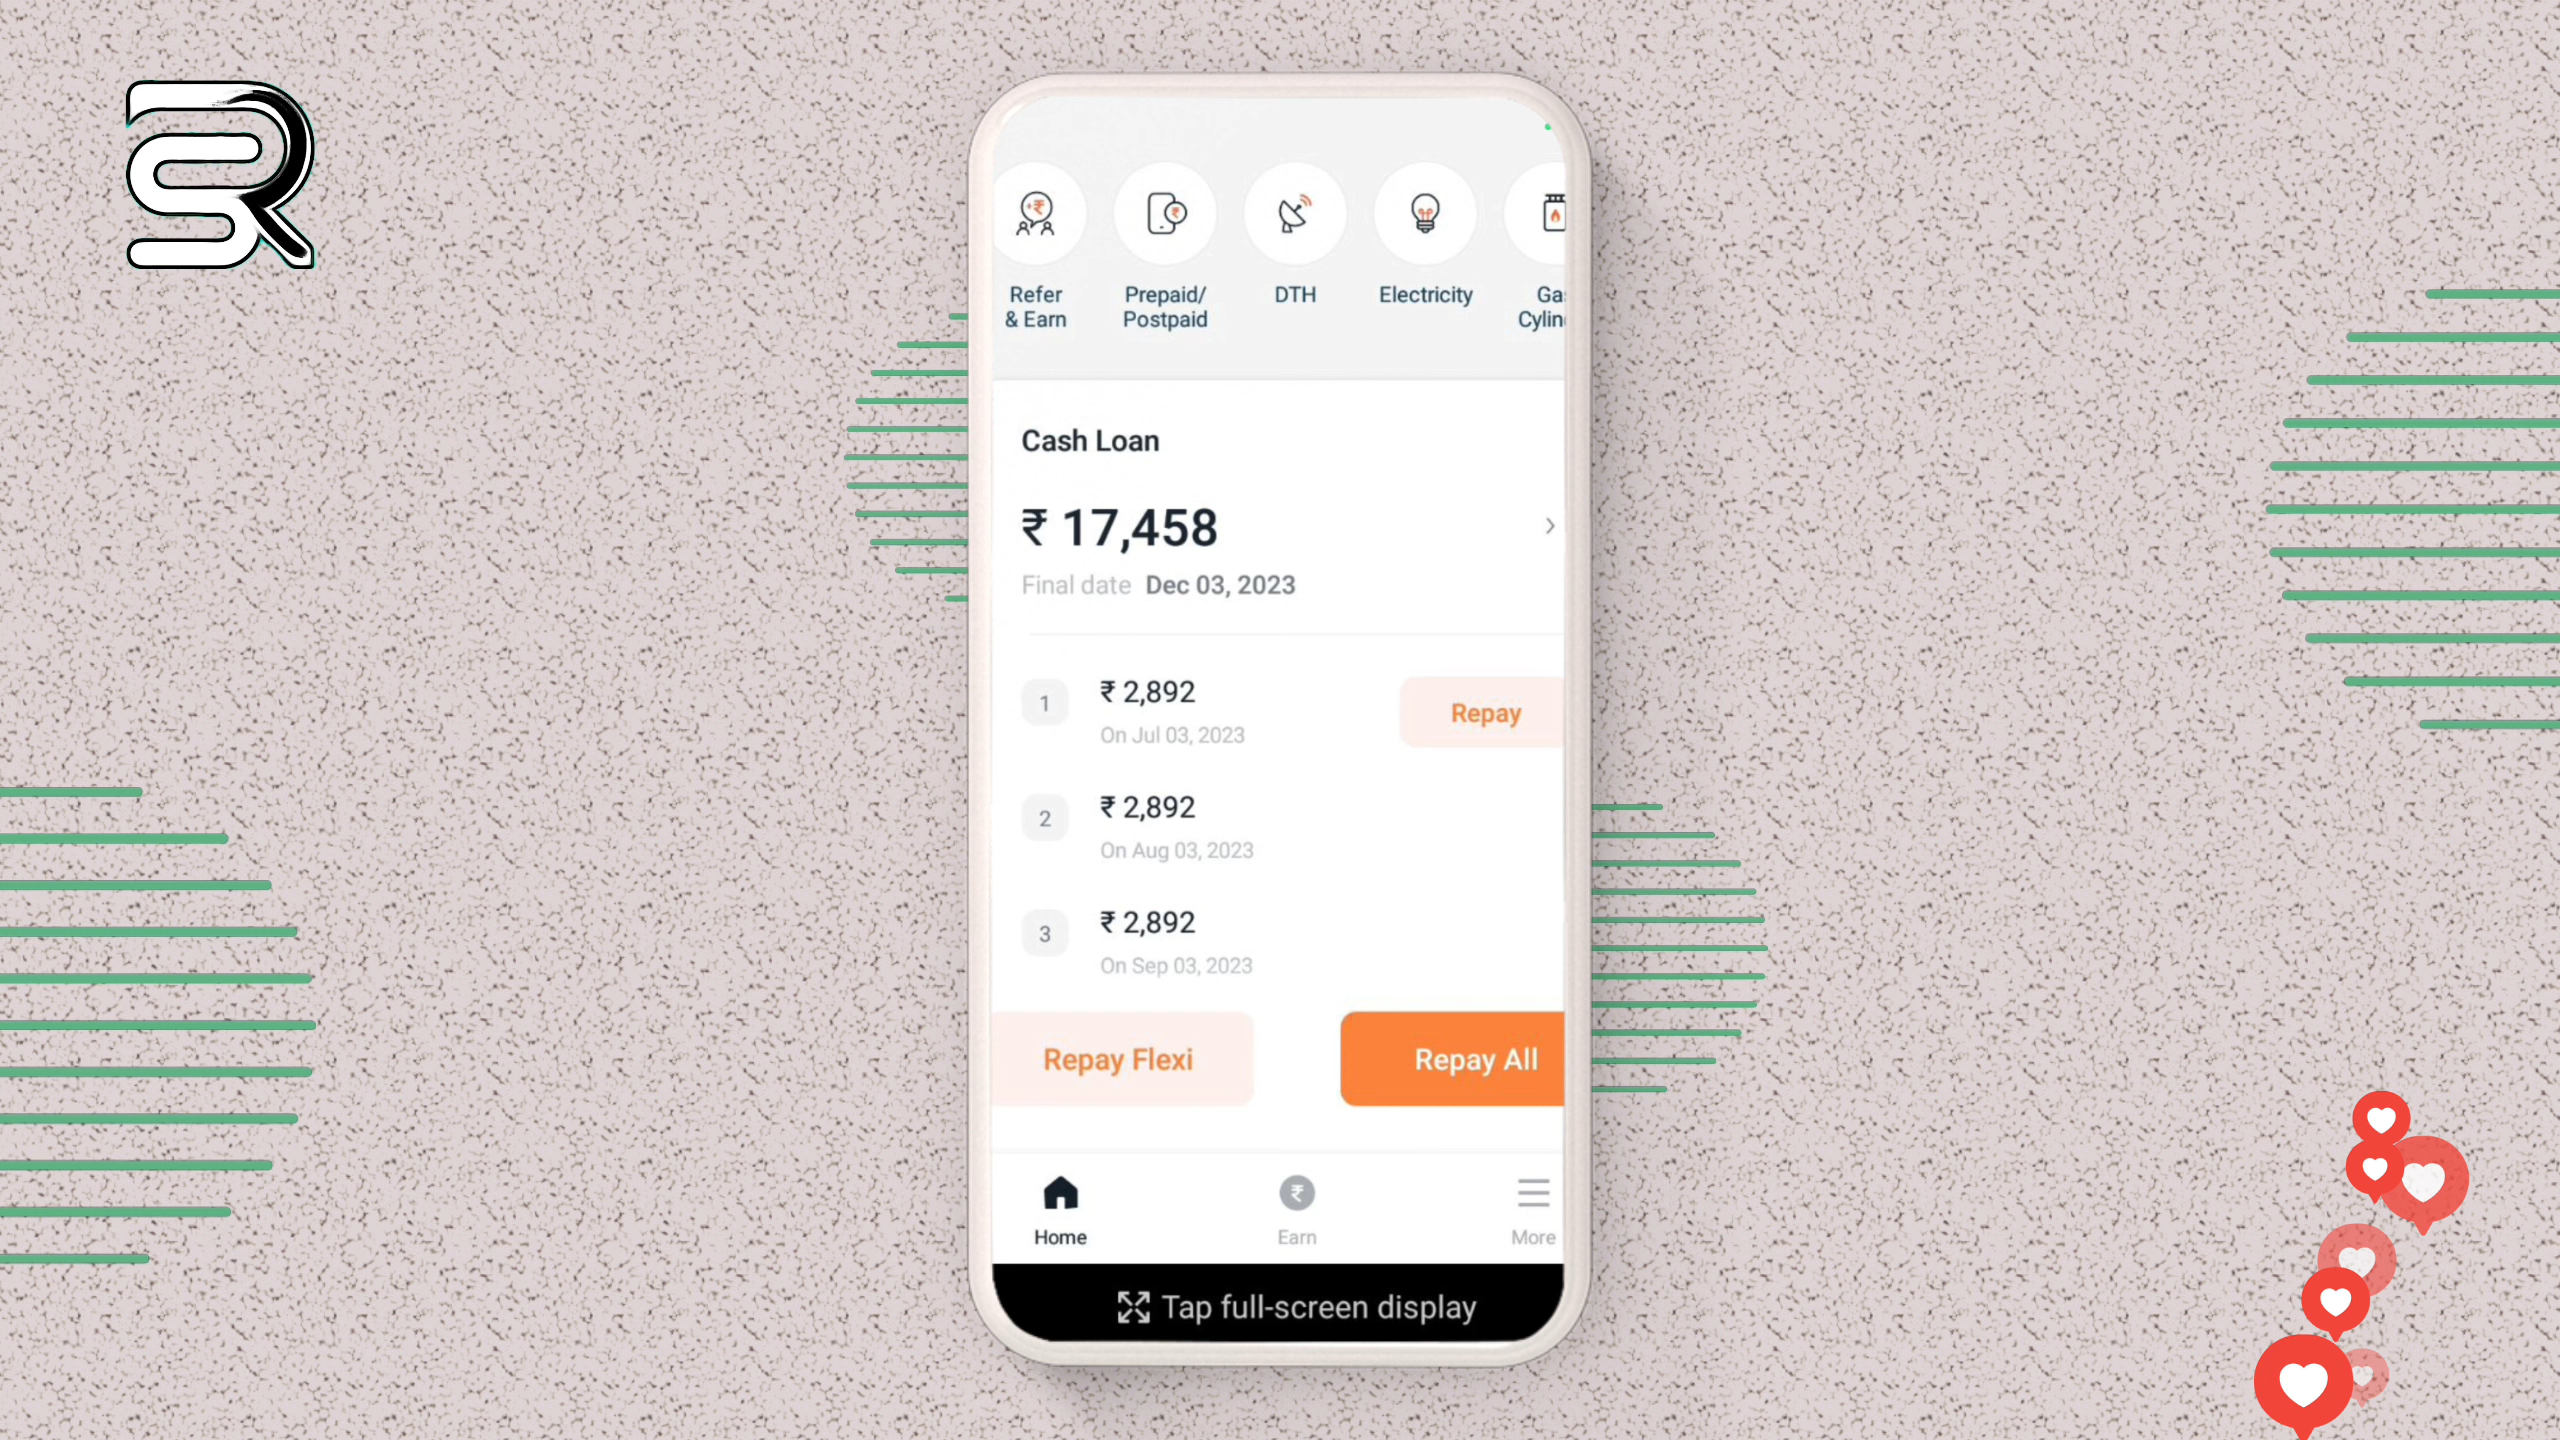 SR
Refer
& Earn
Prepaid/
Postpaid
DTH
Electricity
Gas
Cylin
Cash Loan
₹ 17,458
Final date Dec 03, 2023
1
₹ 2,892
Repay
On Jul 03, 2023
2
₹ 2,892
On Aug 03, 2023
3
₹ 2,892
On Sep 03, 2023
Repay Flexi
Repay All
Home
Earn
More
Tap full-screen display